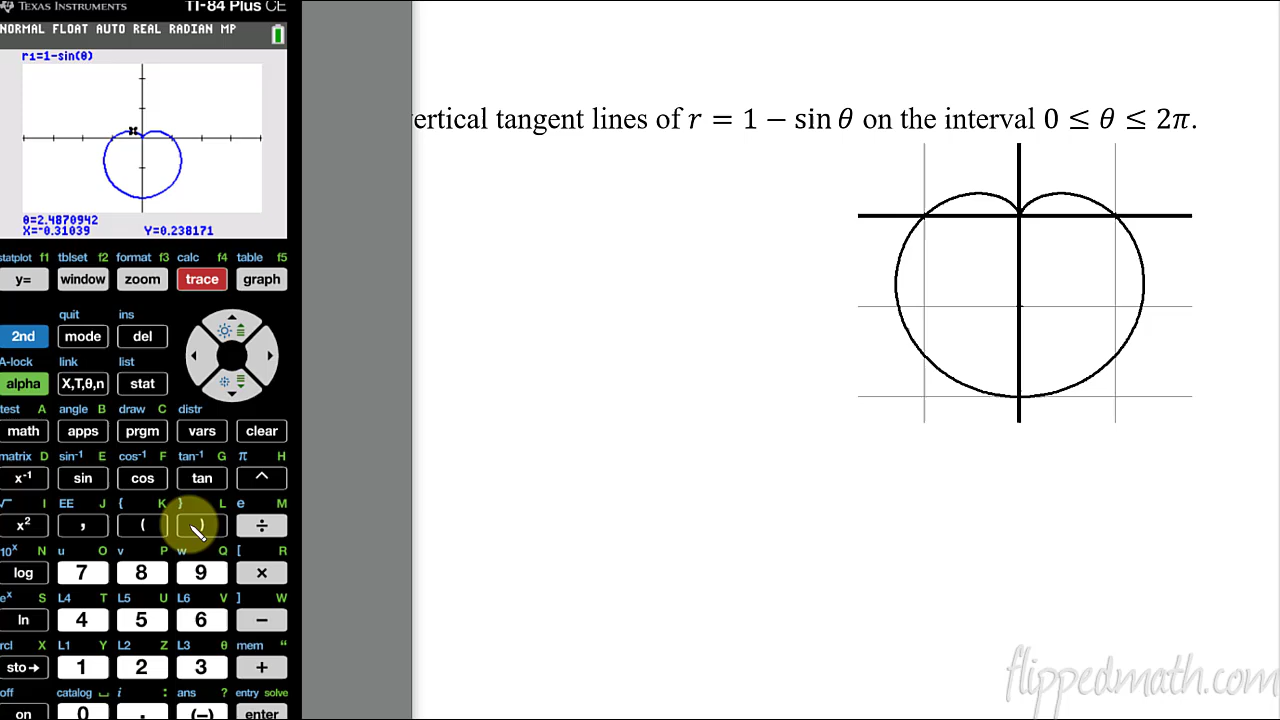 TEXAS INSTRUMENTS TI-84 Plus CE
NORMAL FLOAT AUTO REAL RADIAN MP
r1=1-sin(θ)
θ=2.4870942
X=-0.31039 Y=0.238171
ertical tangent lines of r = 1 − sin θ on the interval 0 ≤ θ ≤ 2π.
statplot f1 tblset f2 format f3 calc f4 table f5
y= window zoom trace graph
quit ins
2nd mode del
A-lock link list
alpha X,T,θ,n stat
test A angle B draw C distr
math apps prgm vars clear
matrix D sin⁻¹ E cos⁻¹ F tan⁻¹ G π H
x⁻¹ sin cos tan ^
√ I EE J { K } L e M
x² , ( ) ÷
10ˣ N u O v P w Q [ R
log 7 8 9 ×
eˣ S L4 T L5 U L6 V ] W
ln 4 5 6 −
rcl X L1 Y L2 Z L3 θ mem “
sto→ 1 2 3 +
off catalog ⎵ i : ans ? entry solve
on 0 . (−) enter
flippedmath.com